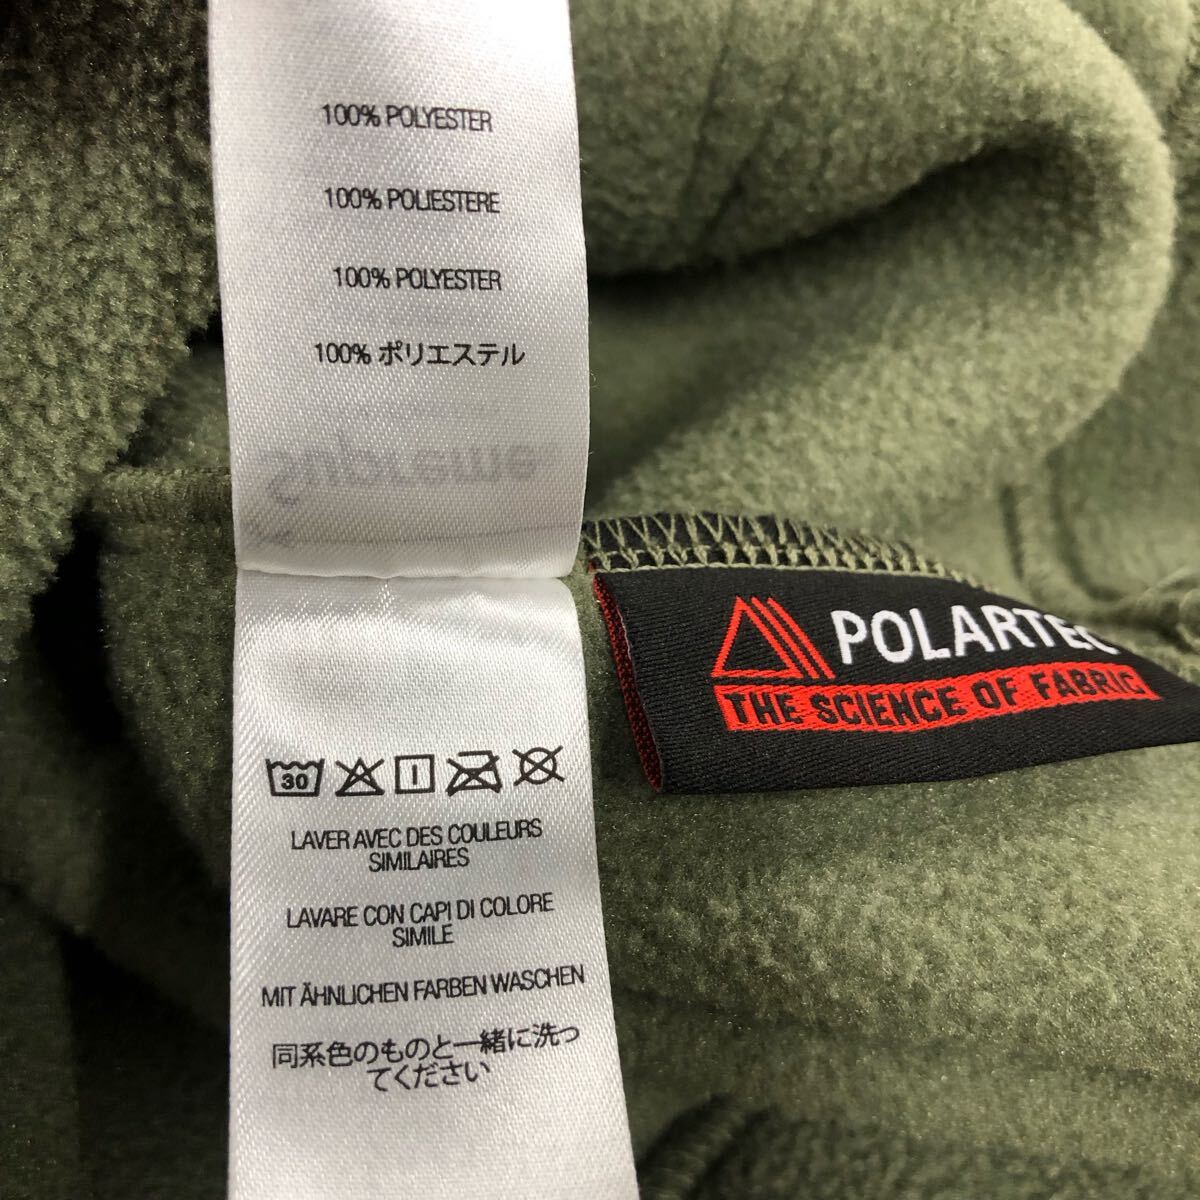 100% POLYESTER
100% POLIESTERE
100% POLYESTER
100% ポリエステル
Supreme
POLARTEC
THE SCIENCE OF FABRIC
30
LAVER AVEC DES COULEURS
SIMILAIRES
LAVARE CON CAPI DI COLORE
SIMILE
MIT ÄHNLICHEN FARBEN WASCHEN
同系色のものと一緒に洗っ
てください